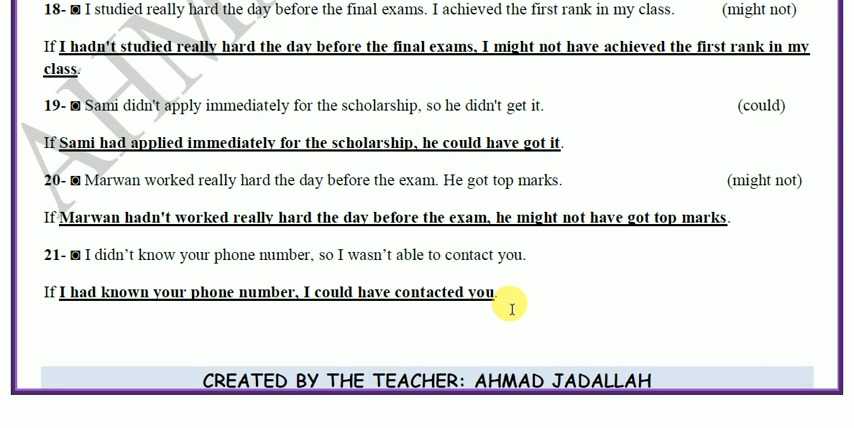 18- ◙ I studied really hard the day before the final exams. I achieved the first rank in my class. (might not)
If I hadn't studied really hard the day before the final exams, I might not have achieved the first rank in my
class.
19- ◙ Sami didn't apply immediately for the scholarship, so he didn't get it. (could)
If Sami had applied immediately for the scholarship, he could have got it.
20- ◙ Marwan worked really hard the day before the exam. He got top marks. (might not)
If Marwan hadn't worked really hard the day before the exam, he might not have got top marks.
21- ◙ I didn’t know your phone number, so I wasn’t able to contact you.
If I had known your phone number, I could have contacted you.
CREATED BY THE TEACHER: AHMAD JADALLAH